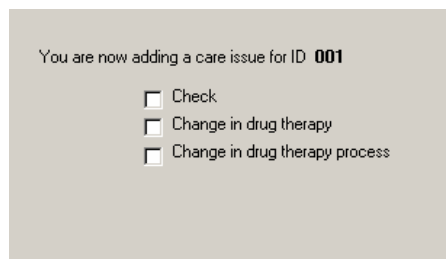 You are now adding a care issue for ID 001
Check
Change in drug therapy
Change in drug therapy process